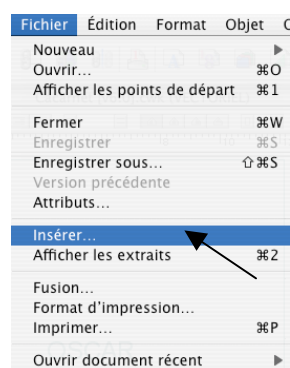 Fichier Édition Format Objet
Nouveau
Ouvrir... ⌘O
Afficher les points de départ ⌘1
Fermer ⌘W
Enregistrer ⌘S
Enregistrer sous... ⇧⌘S
Version précédente
Attributs...
Insérer...
Afficher les extraits ⌘2
Fusion...
Format d'impression...
Imprimer... ⌘P
Ouvrir document récent